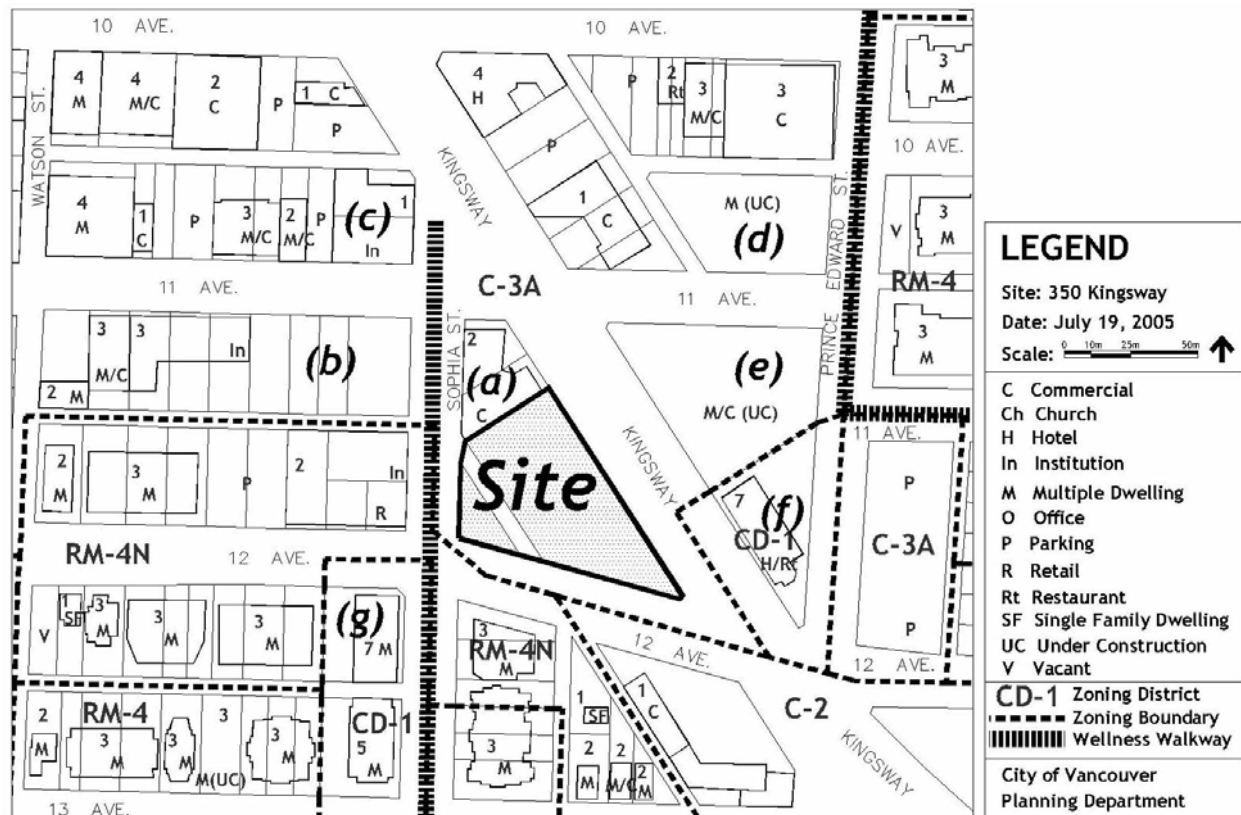 10 AVE.
10 AVE.
4
M
4
M/C
2
C
P
1 C
P
4
H
P
2
Rt
3
M/C
3
C
3
M
WATSON ST.
KINGSWAY
P
10 AVE.
4
M
1
C
P
3
M/C
2
M/C
P
(c)
1
In
1
C
M (UC)
(d)
PRINCE EDWARD ST.
V
3
M
RM-4
11 AVE.
C-3A
11 AVE.
3
M/C
3
In
2 M
(b)
SOPHIA ST.
2
(a)
C
(e)
M/C (UC)
3
M
KINGSWAY
11 AVE.
2
M
3
M
P
2
In
R
Site
7
(f)
CD-1
H/Rt
P
C-3A
P
RM-4N
12 AVE.
V
1
SF
3
M
3
M
3
M
(g)
7 M
3
RM-4N
M
12 AVE.
12 AVE.
C-2
KINGSWAY
2
M
RM-4
3
M
3
M
3
M(UC)
3
M
CD-1
5
M
3
M
1
SF
2
M
2
M/C
2
M
1
C
13 AVE.
LEGEND
Site: 350 Kingsway
Date: July 19, 2005
Scale: 0 10m 25m 50m
C Commercial
Ch Church
H Hotel
In Institution
M Multiple Dwelling
O Office
P Parking
R Retail
Rt Restaurant
SF Single Family Dwelling
UC Under Construction
V Vacant
CD-1 Zoning District
Zoning Boundary
Wellness Walkway
City of Vancouver
Planning Department